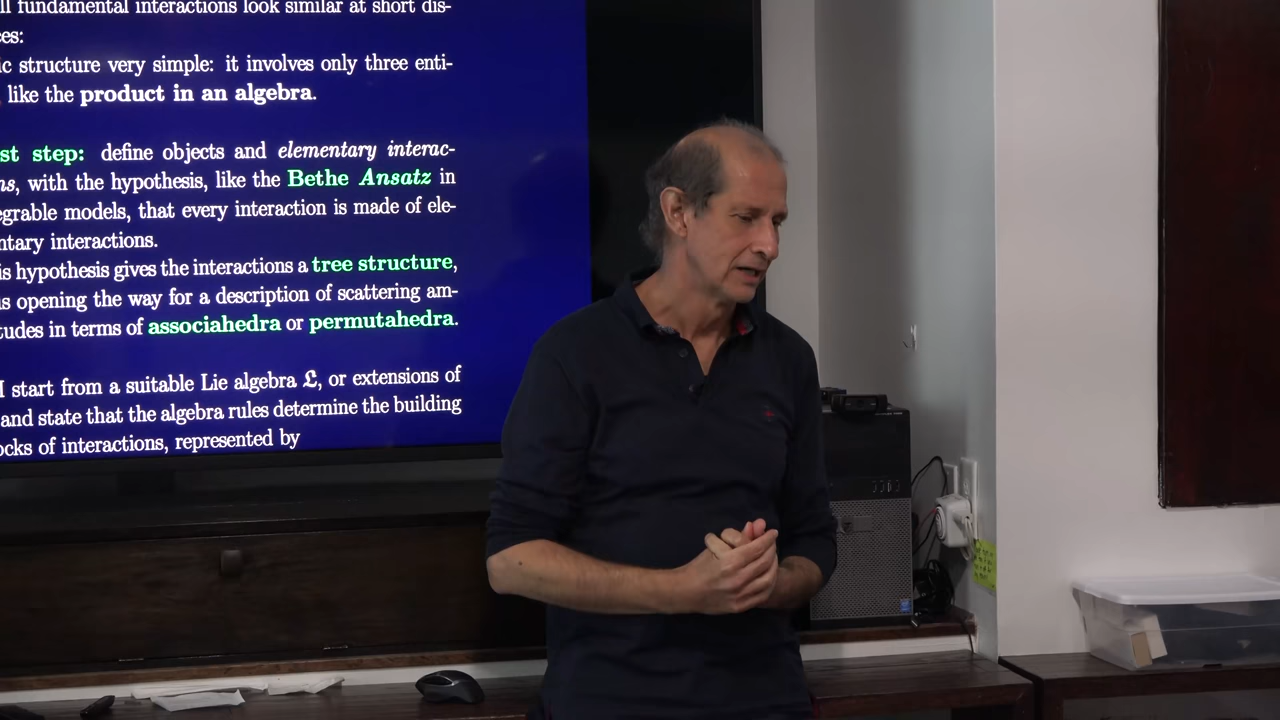 ll fundamental interactions look similar at short dis-
ces:
ic structure very simple: it involves only three enti-
, like the product in an algebra.
st step: define objects and elementary interac-
ns, with the hypothesis, like the Bethe Ansatz in
egrable models, that every interaction is made of ele-
ntary interactions.
is hypothesis gives the interactions a tree structure,
us opening the way for a description of scattering am-
tudes in terms of associahedra or permutahedra.
I start from a suitable Lie algebra 𝕷, or extensions of
and state that the algebra rules determine the building
ocks of interactions, represented by